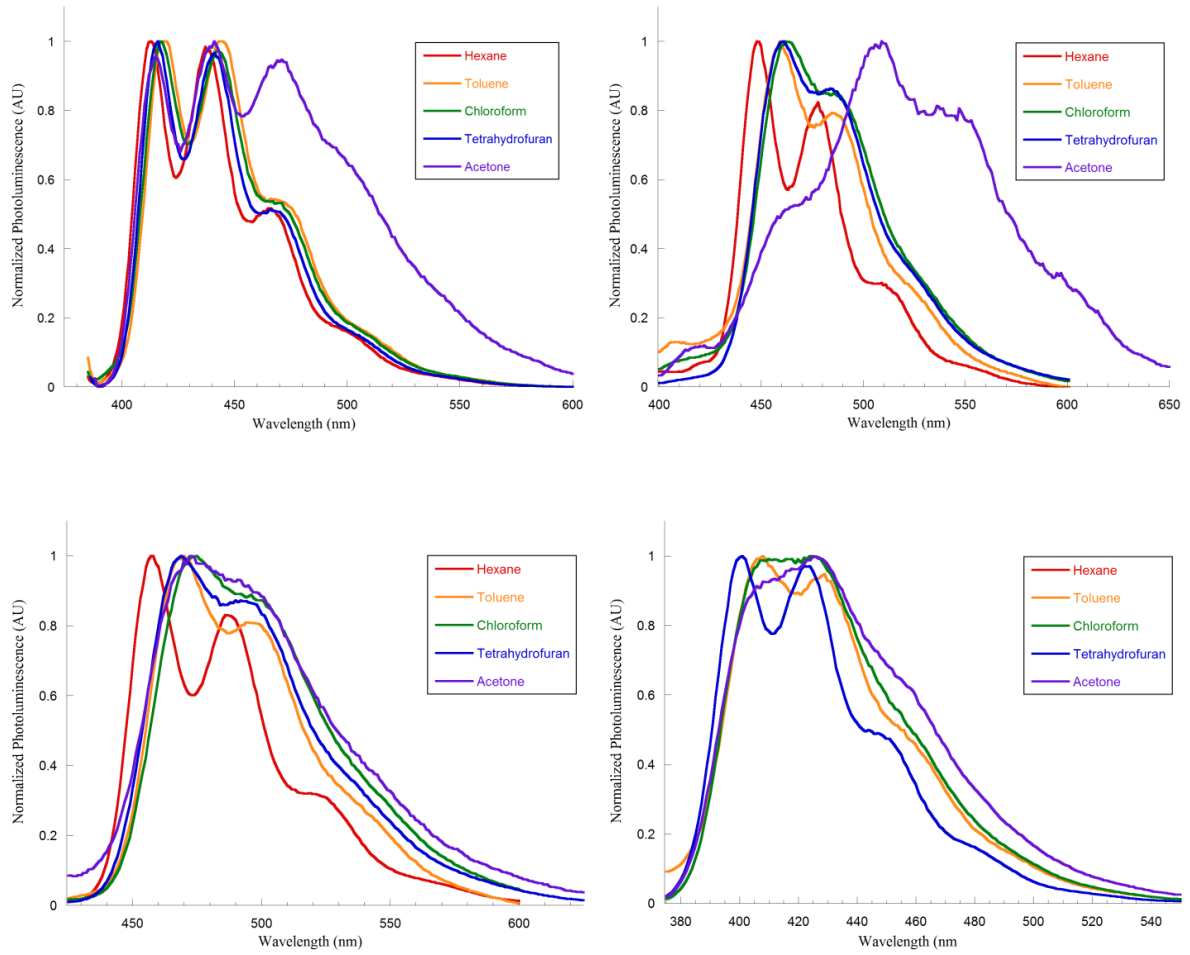 Normalized Photoluminescence (AU)
1
0.8
0.6
0.4
0.2
0
400
450
500
550
600
Wavelength (nm)
Hexane
Toluene
Chloroform
Tetrahydrofuran
Acetone
Normalized Photoluminescence (AU)
1
0.8
0.6
0.4
0.2
0
400
450
500
550
600
650
Wavelength (nm)
Hexane
Toluene
Chloroform
Tetrahydrofuran
Acetone
Normalized Photoluminescence (AU)
1
0.8
0.6
0.4
0.2
0
450
500
550
600
Wavelength (nm)
Hexane
Toluene
Chloroform
Tetrahydrofuran
Acetone
Normalized Photoluminescence (AU)
1
0.8
0.6
0.4
0.2
0
380
400
420
440
460
480
500
520
540
Wavelength (nm
Hexane
Toluene
Chloroform
Tetrahydrofuran
Acetone